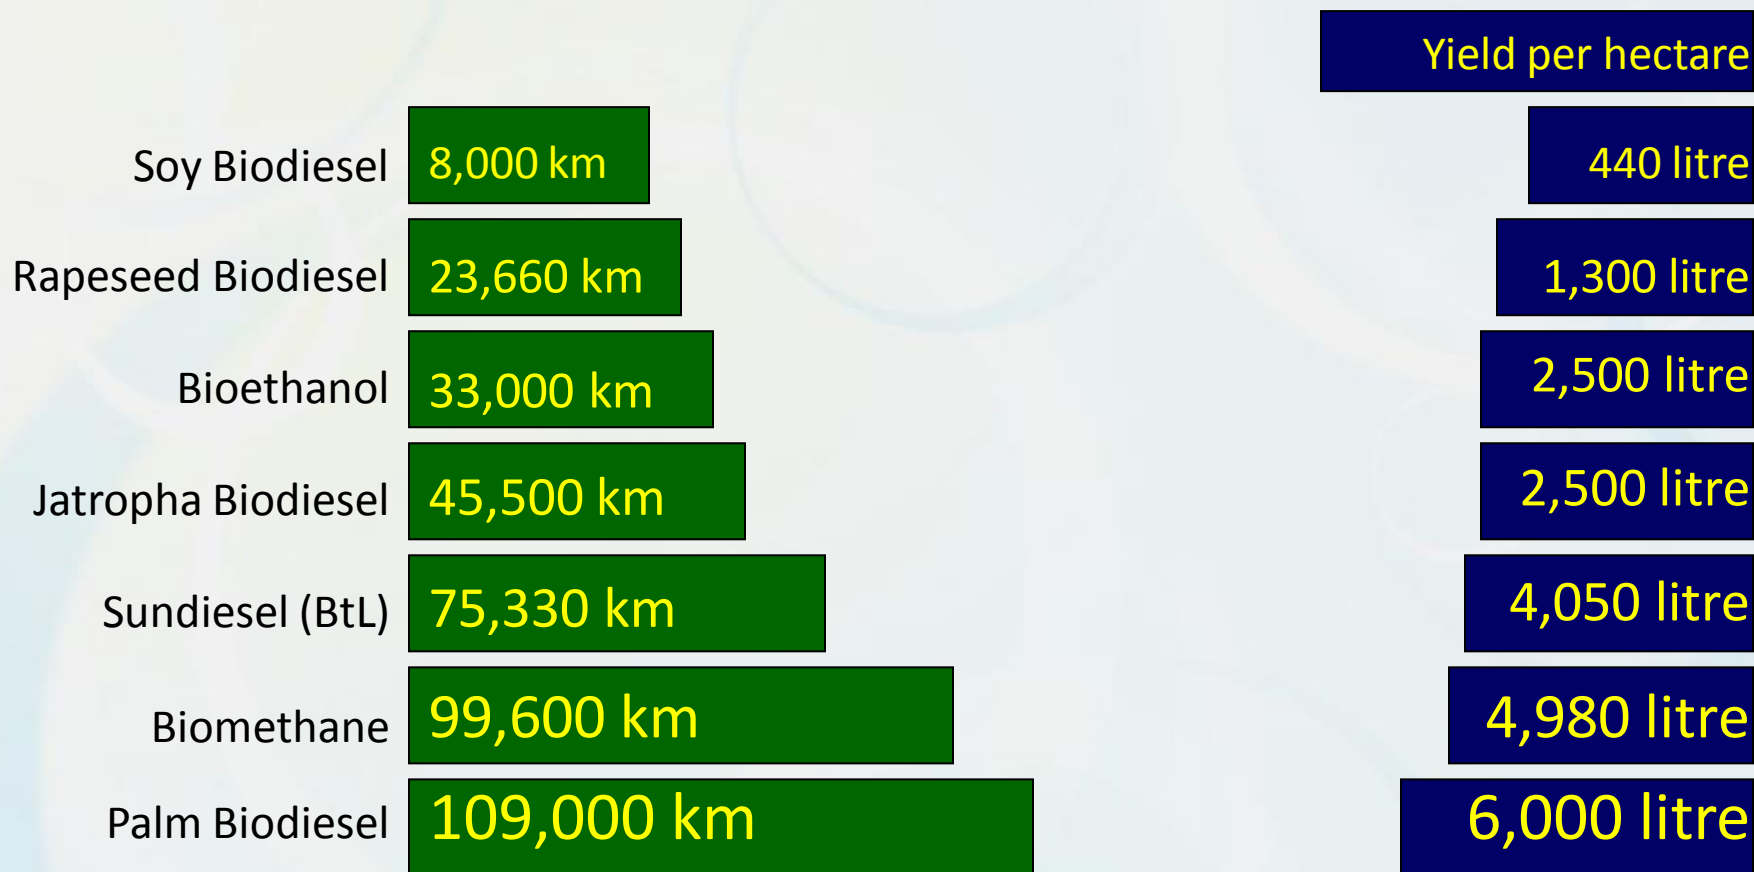 Yield per hectare
Soy Biodiesel 8,000 km 440 litre
Rapeseed Biodiesel 23,660 km 1,300 litre
Bioethanol 33,000 km 2,500 litre
Jatropha Biodiesel 45,500 km 2,500 litre
Sundiesel (BtL) 75,330 km 4,050 litre
Biomethane 99,600 km 4,980 litre
Palm Biodiesel 109,000 km 6,000 litre